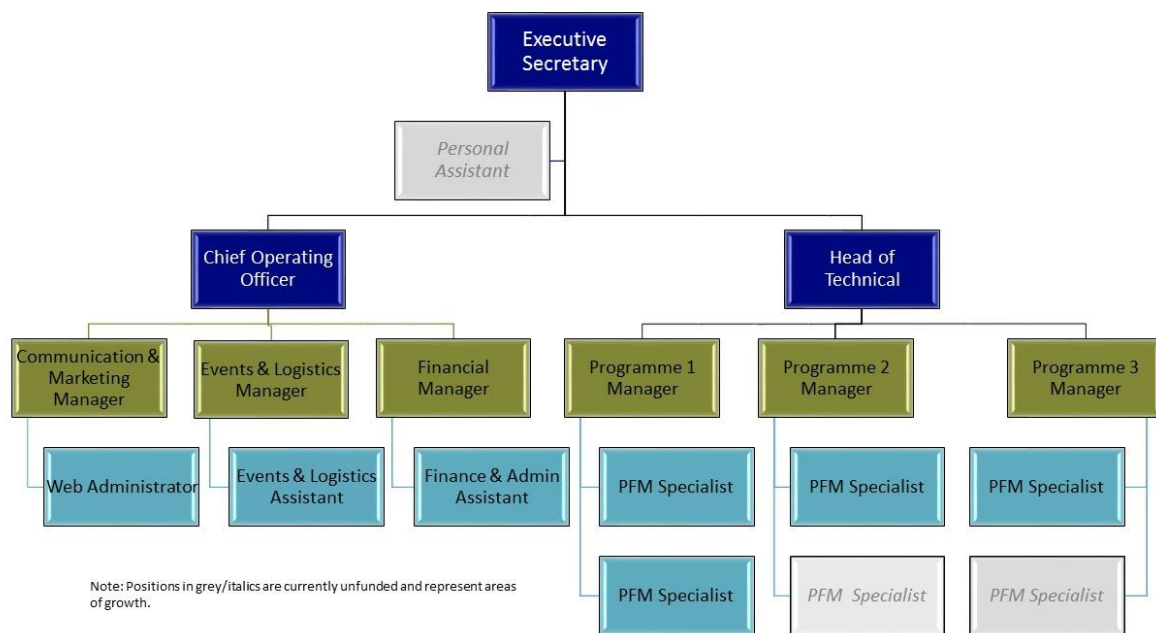 Executive
Secretary
Personal
Assistant
Chief Operating
Officer
Head of
Technical
Communication &
Marketing
Manager
Events & Logistics
Manager
Financial
Manager
Programme 1
Manager
Programme 2
Manager
Programme 3
Manager
Web Administrator
Events & Logistics
Assistant
Finance & Admin
Assistant
PFM Specialist
PFM Specialist
PFM Specialist
PFM Specialist
PFM Specialist
PFM Specialist
Note: Positions in grey/italics are currently unfunded and represent areas
of growth.